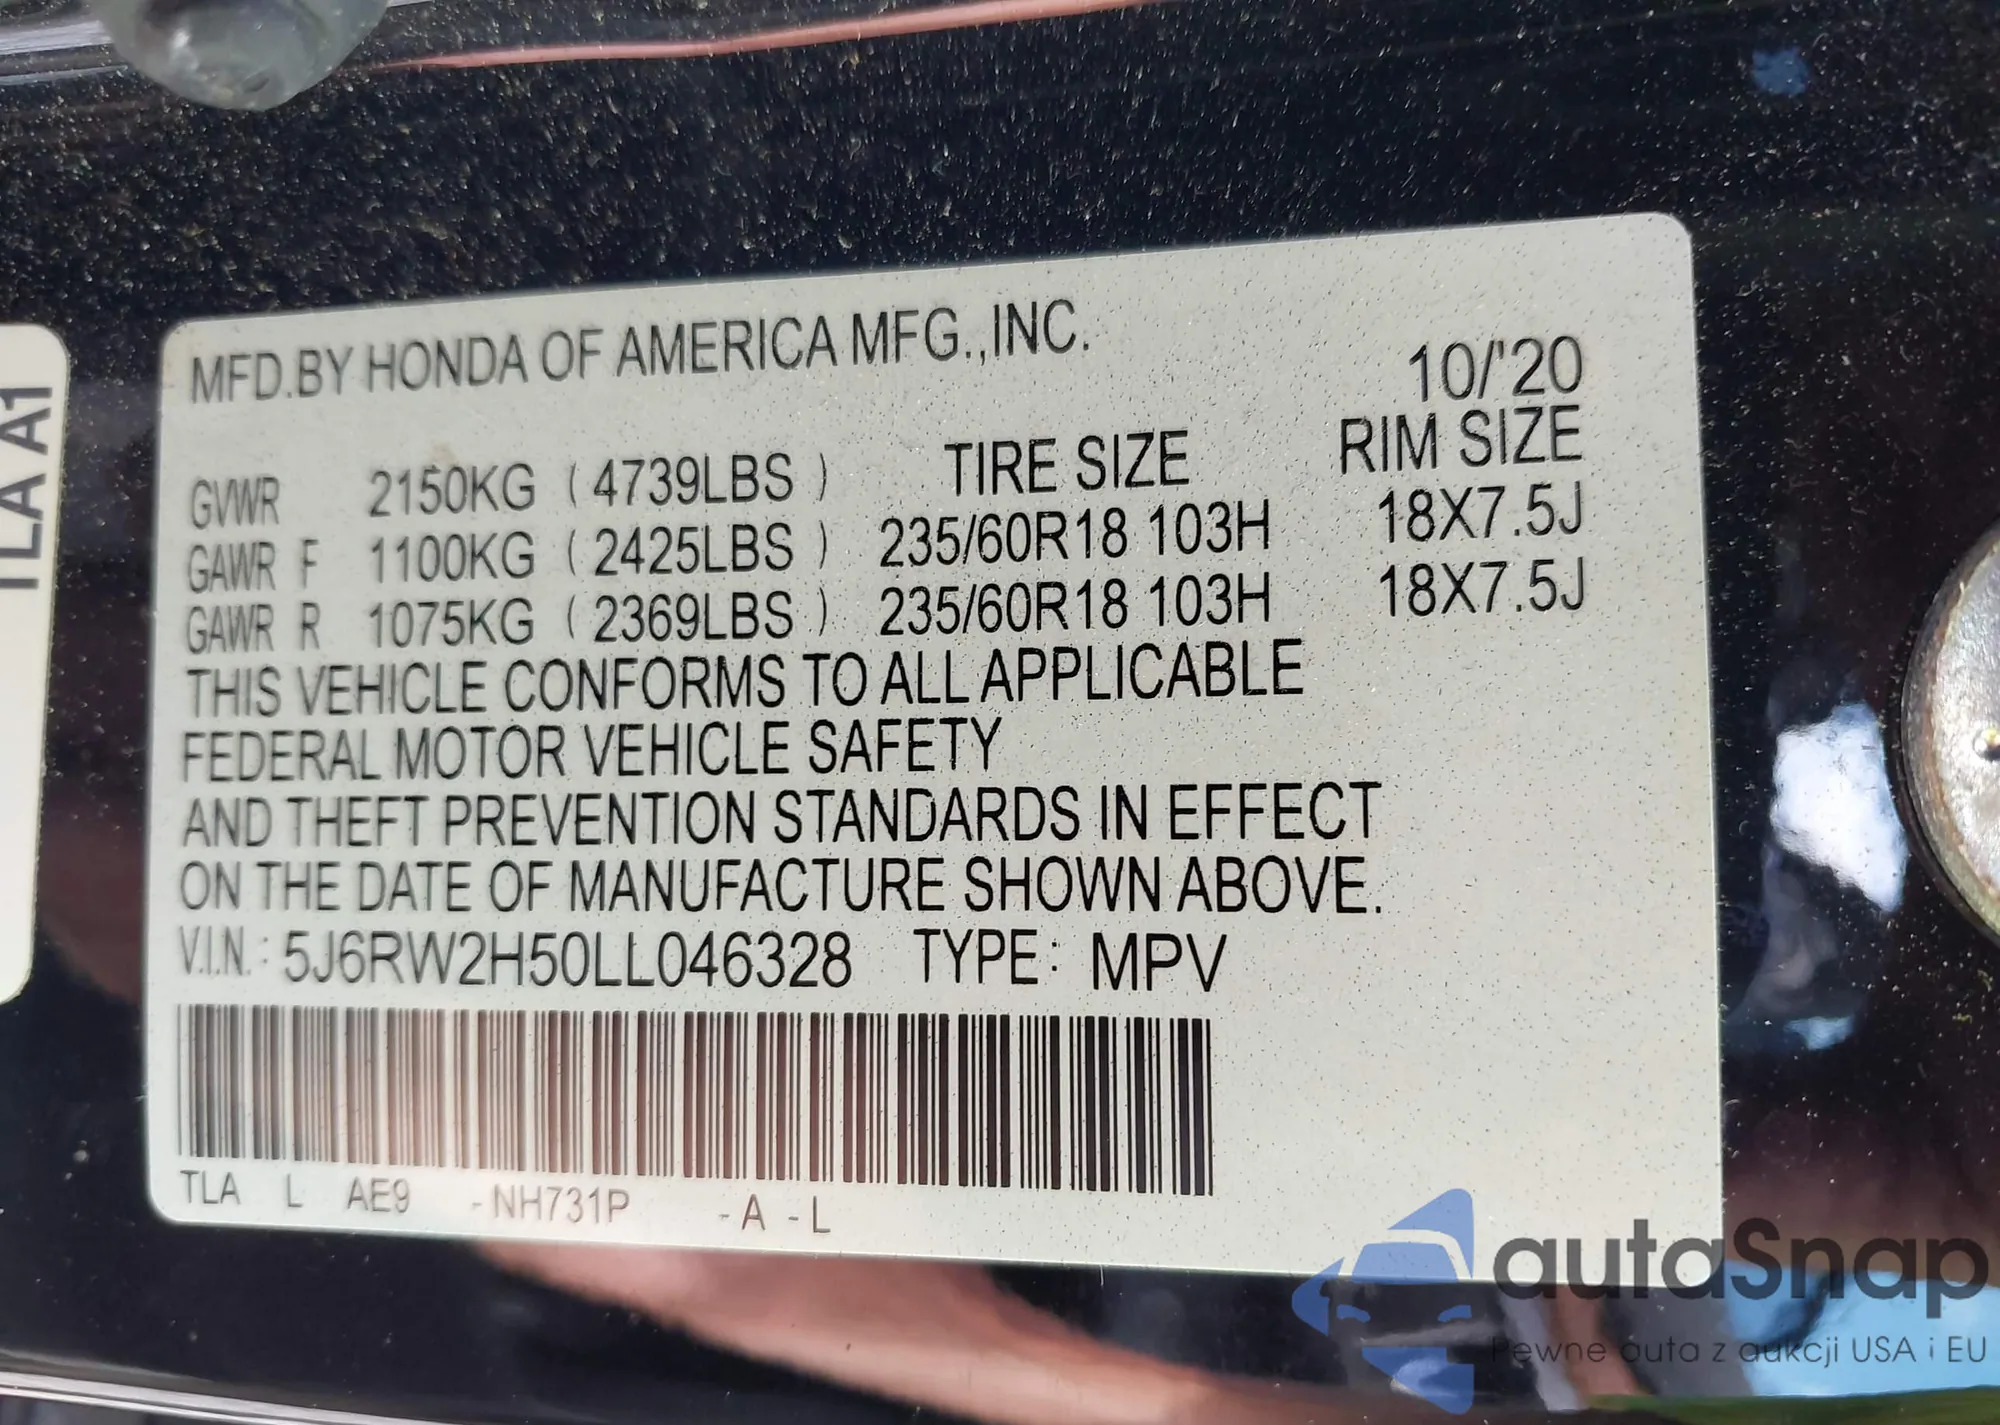 TLA A1
MFD.BY HONDA OF AMERICA MFG.,INC.
10/'20
TIRE SIZE RIM SIZE
GVWR 2150KG ( 4739LBS )
GAWR F 1100KG ( 2425LBS ) 235/60R18 103H 18X7.5J
GAWR R 1075KG ( 2369LBS ) 235/60R18 103H 18X7.5J
THIS VEHICLE CONFORMS TO ALL APPLICABLE
FEDERAL MOTOR VEHICLE SAFETY
AND THEFT PREVENTION STANDARDS IN EFFECT
ON THE DATE OF MANUFACTURE SHOWN ABOVE.
V.I.N.: 5J6RW2H50LL046328 TYPE: MPV
TLA L AE9 -NH731P -A -L
autaSnap
Pewne auta z aukcji USA i EU